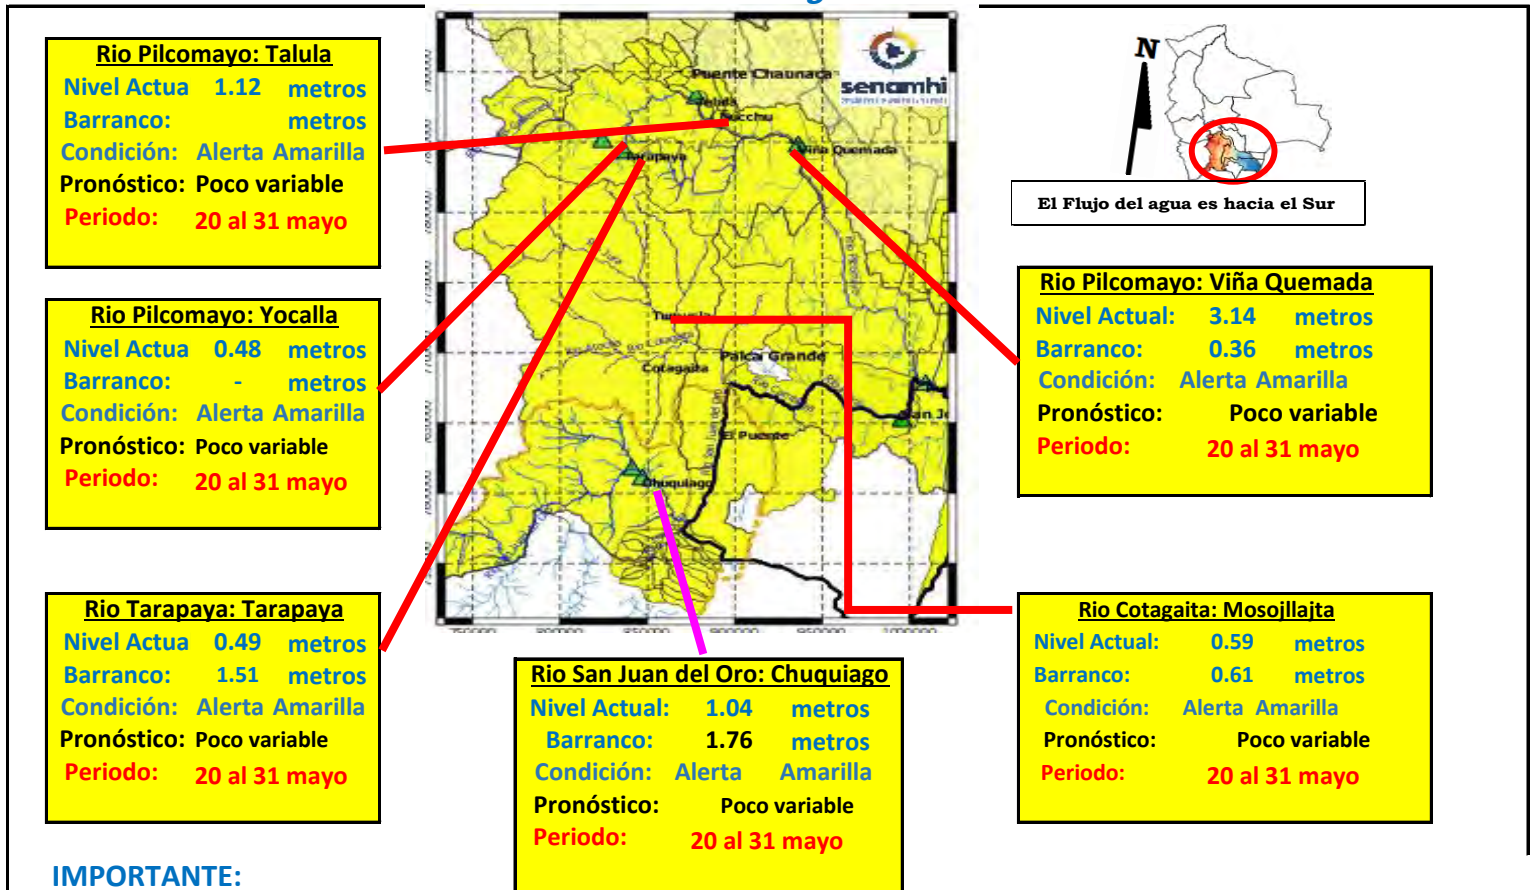 Rio Pilcomayo: Talula
Nivel Actua 1.12 metros
Barranco: metros
Condición: Alerta Amarilla
Pronóstico: Poco variable
Periodo: 20 al 31 mayo
Rio Pilcomayo: Yocalla
Nivel Actua 0.48 metros
Barranco: - metros
Condición: Alerta Amarilla
Pronóstico: Poco variable
Periodo: 20 al 31 mayo
Rio Tarapaya: Tarapaya
Nivel Actua 0.49 metros
Barranco: 1.51 metros
Condición: Alerta Amarilla
Pronóstico: Poco variable
Periodo: 20 al 31 mayo
IMPORTANTE:
senamhi
Puente Chaunaca
Talula
Tarapaya
Viña Quemada
Palca Grande
Cotagaita
El Puente
Chuquiago
Rio San Juan del Oro: Chuquiago
Nivel Actual: 1.04 metros
Barranco: 1.76 metros
Condición: Alerta Amarilla
Pronóstico: Poco variable
Periodo: 20 al 31 mayo
N
El Flujo del agua es hacia el Sur
Rio Pilcomayo: Viña Quemada
Nivel Actual: 3.14 metros
Barranco: 0.36 metros
Condición: Alerta Amarilla
Pronóstico: Poco variable
Periodo: 20 al 31 mayo
Rio Cotagaita: Mosojllajta
Nivel Actual: 0.59 metros
Barranco: 0.61 metros
Condición: Alerta Amarilla
Pronóstico: Poco variable
Periodo: 20 al 31 mayo